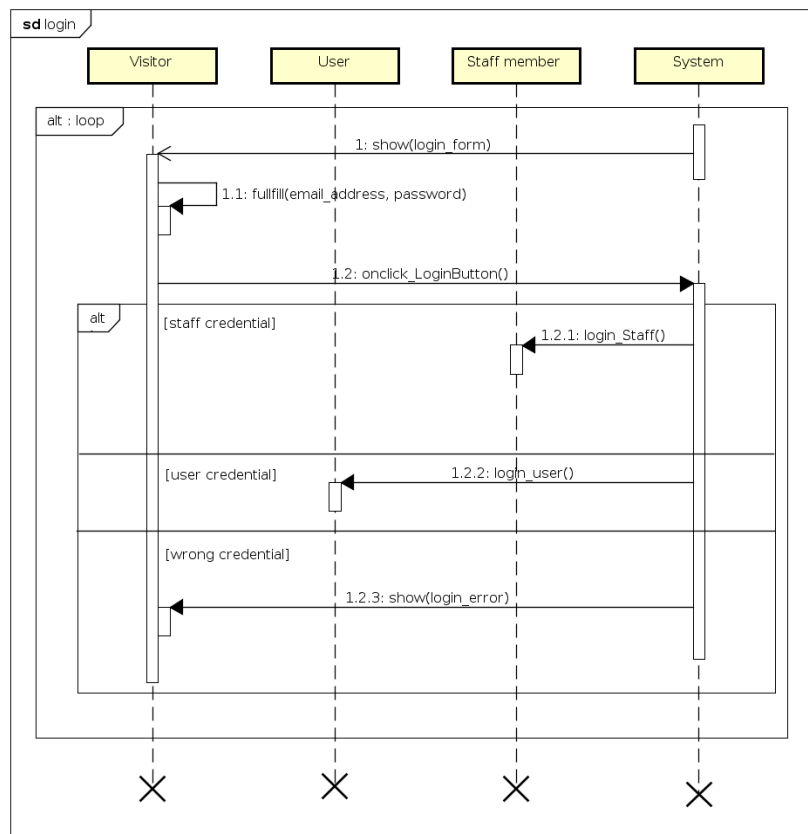 sd login
Visitor
User
Staff member
System
alt : loop
1: show(login_form)
1.1: fullfill(email_address, password)
1.2: onclick_LoginButton()
alt
[staff credential]
1.2.1: login_Staff()
[user credential]
1.2.2: login_user()
[wrong credential]
1.2.3: show(login_error)